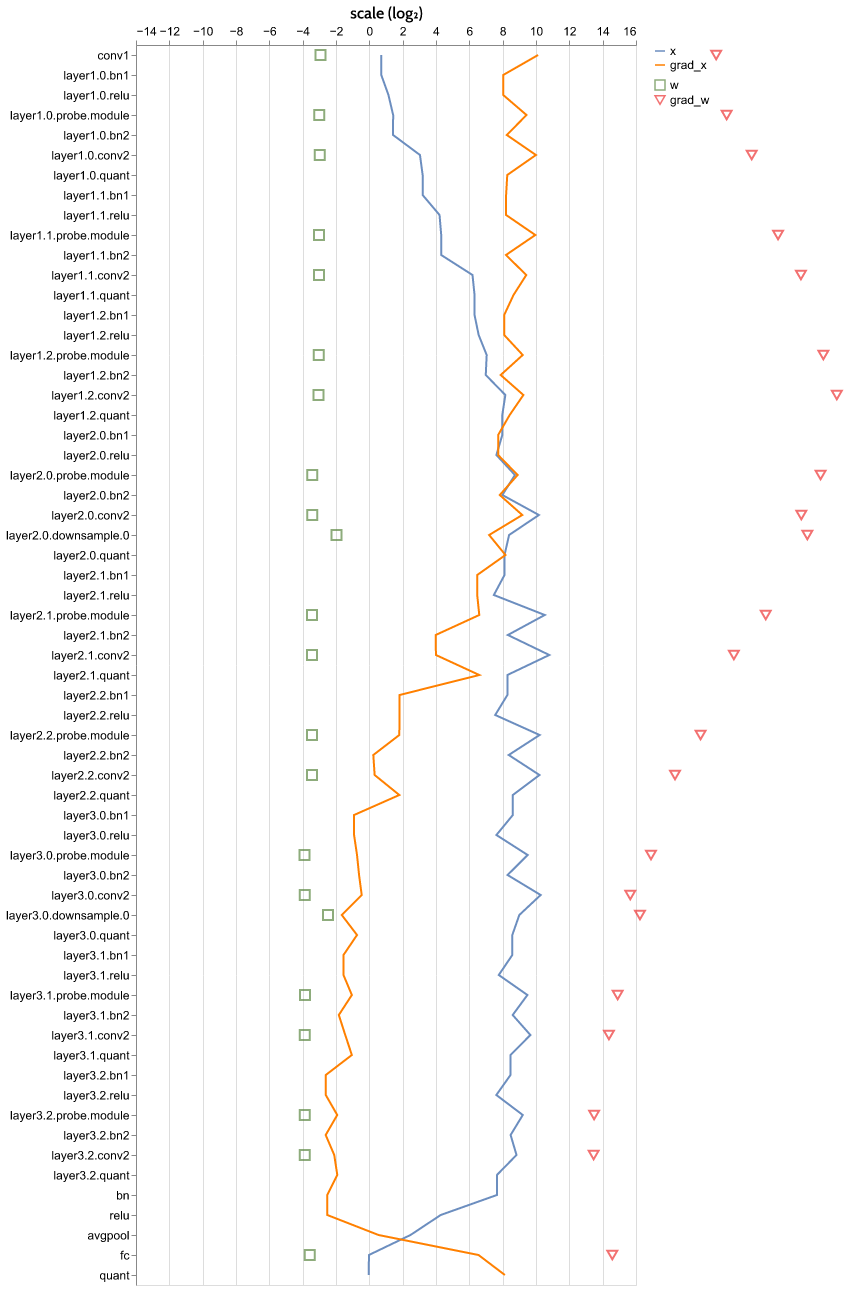 scale (log₂)
−14 −12 −10 −8 −6 −4 −2 0 2 4 6 8 10 12 14 16
conv1
layer1.0.bn1
layer1.0.relu
layer1.0.probe.module
layer1.0.bn2
layer1.0.conv2
layer1.0.quant
layer1.1.bn1
layer1.1.relu
layer1.1.probe.module
layer1.1.bn2
layer1.1.conv2
layer1.1.quant
layer1.2.bn1
layer1.2.relu
layer1.2.probe.module
layer1.2.bn2
layer1.2.conv2
layer1.2.quant
layer2.0.bn1
layer2.0.relu
layer2.0.probe.module
layer2.0.bn2
layer2.0.conv2
layer2.0.downsample.0
layer2.0.quant
layer2.1.bn1
layer2.1.relu
layer2.1.probe.module
layer2.1.bn2
layer2.1.conv2
layer2.1.quant
layer2.2.bn1
layer2.2.relu
layer2.2.probe.module
layer2.2.bn2
layer2.2.conv2
layer2.2.quant
layer3.0.bn1
layer3.0.relu
layer3.0.probe.module
layer3.0.bn2
layer3.0.conv2
layer3.0.downsample.0
layer3.0.quant
layer3.1.bn1
layer3.1.relu
layer3.1.probe.module
layer3.1.bn2
layer3.1.conv2
layer3.1.quant
layer3.2.bn1
layer3.2.relu
layer3.2.probe.module
layer3.2.bn2
layer3.2.conv2
layer3.2.quant
bn
relu
avgpool
fc
quant
x
grad_x
w
grad_w